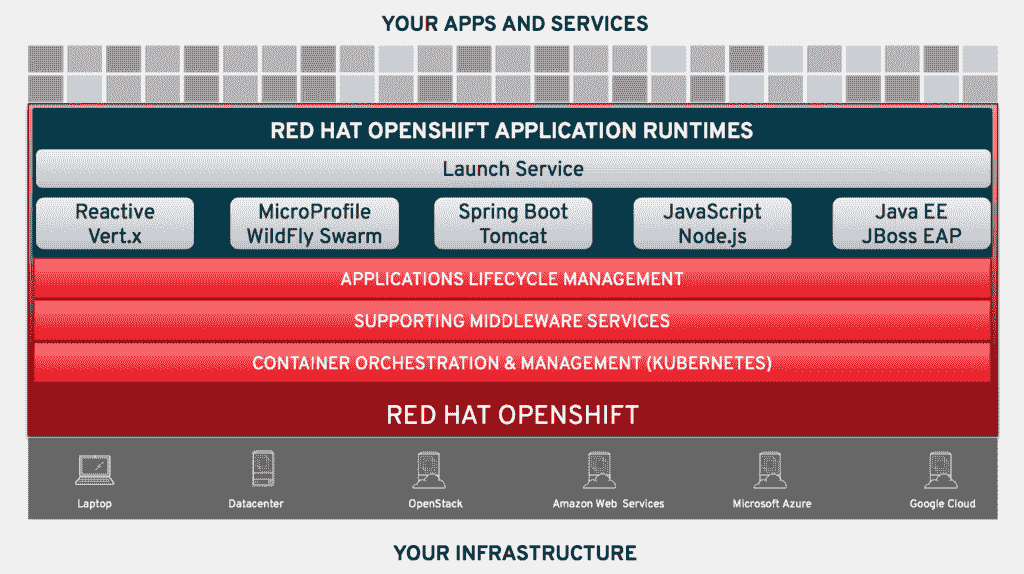 YOUR APPS AND SERVICES
RED HAT OPENSHIFT APPLICATION RUNTIMES
Launch Service
Reactive
Vert.x
MicroProfile
WildFly Swarm
Spring Boot
Tomcat
JavaScript
Node.js
Java EE
JBoss EAP
APPLICATIONS LIFECYCLE MANAGEMENT
SUPPORTING MIDDLEWARE SERVICES
CONTAINER ORCHESTRATION & MANAGEMENT (KUBERNETES)
RED HAT OPENSHIFT
Laptop
Datacenter
OpenStack
Amazon Web Services
Microsoft Azure
Google Cloud
YOUR INFRASTRUCTURE